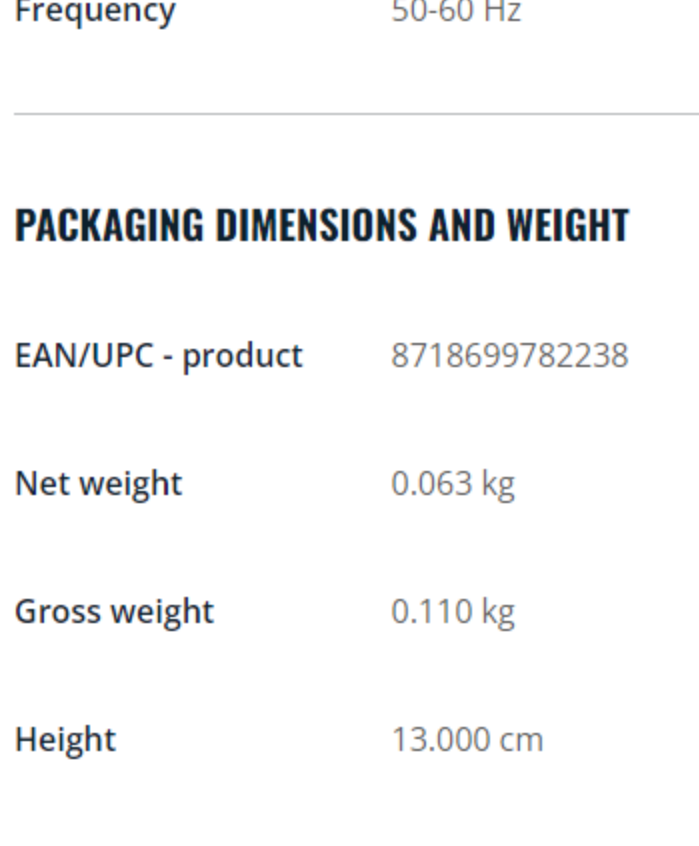 Frequency 50-60 Hz
PACKAGING DIMENSIONS AND WEIGHT
EAN/UPC - product 8718699782238
Net weight 0.063 kg
Gross weight 0.110 kg
Height 13.000 cm